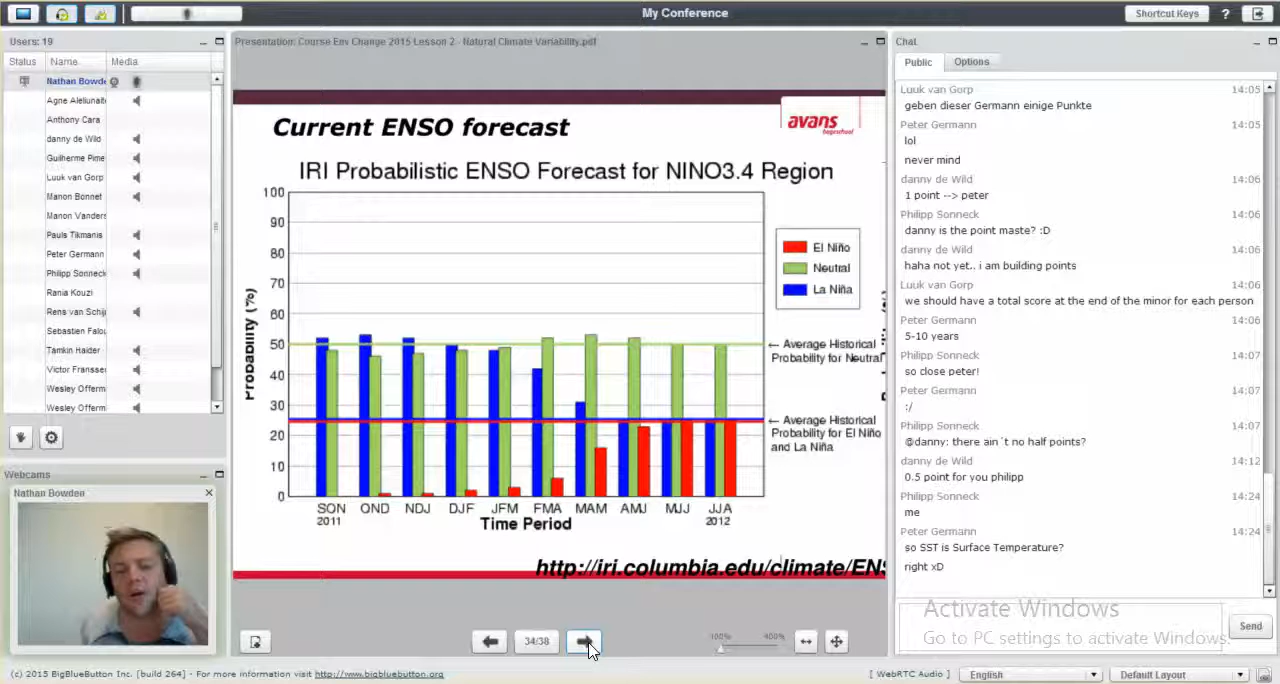 My Conference
Shortcut Keys
?
Users: 19
Status Name Media
Nathan Bowde
Agne Aleliunait
Anthony Cara
danny de Wild
Guilherme Pime
Luuk van Gorp
Manon Bonnet
Manon Vanders
Pauls Tikmanis
Peter Germann
Philipp Sonneck
Rania Kouzi
Rens van Schij
Sebastien Falou
Tamkin Haider
Victor Fransse
Wesley Offerm
Wesley Offerm
Webcams
Nathan Bowden
Presentation: Course Env Change 2015 Lesson 2 - Natural Climate Variability.pdf
Current ENSO forecast
avans
hogeschool
IRI Probabilistic ENSO Forecast for NINO3.4 Region
Probability (%)
100
90
80
70
60
50
40
30
20
10
0
El Niño
Neutral
La Niña
← Average Historical
Probability for Neutral
← Average Historical
Probability for El Niño
and La Niña
SON OND NDJ DJF JFM FMA MAM AMJ MJJ JJA
2011 2012
Time Period
http://iri.columbia.edu/climate/ENS
34/38
100% 400%
Chat
Public Options
Luuk van Gorp 14:05
geben dieser Germann einige Punkte
Peter Germann 14:05
lol
never mind
danny de Wild 14:06
1 point --> peter
Philipp Sonneck 14:06
danny is the point maste? :D
danny de Wild 14:06
haha not yet.. i am building points
Luuk van Gorp 14:06
we should have a total score at the end of the minor for each person
Peter Germann 14:06
5-10 years
Philipp Sonneck 14:07
so close peter!
Peter Germann 14:07
:/
Philipp Sonneck 14:07
@danny: there ain´t no half points?
danny de Wild 14:12
0.5 point for you philipp
Philipp Sonneck 14:24
me
Peter Germann 14:24
so SST is Surface Temperature?
right xD
Activate Windows
Go to PC settings to activate Windows.
Send
(c) 2015 BigBlueButton Inc. [build 264] - For more information visit http://www.bigbluebutton.org
[ WebRTC Audio ]
English
Default Layout